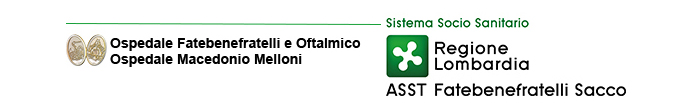 Sistema Socio Sanitario
Ospedale Fatebenefratelli e Oftalmico
Ospedale Macedonio Melloni
Regione
Lombardia
ASST Fatebenefratelli Sacco